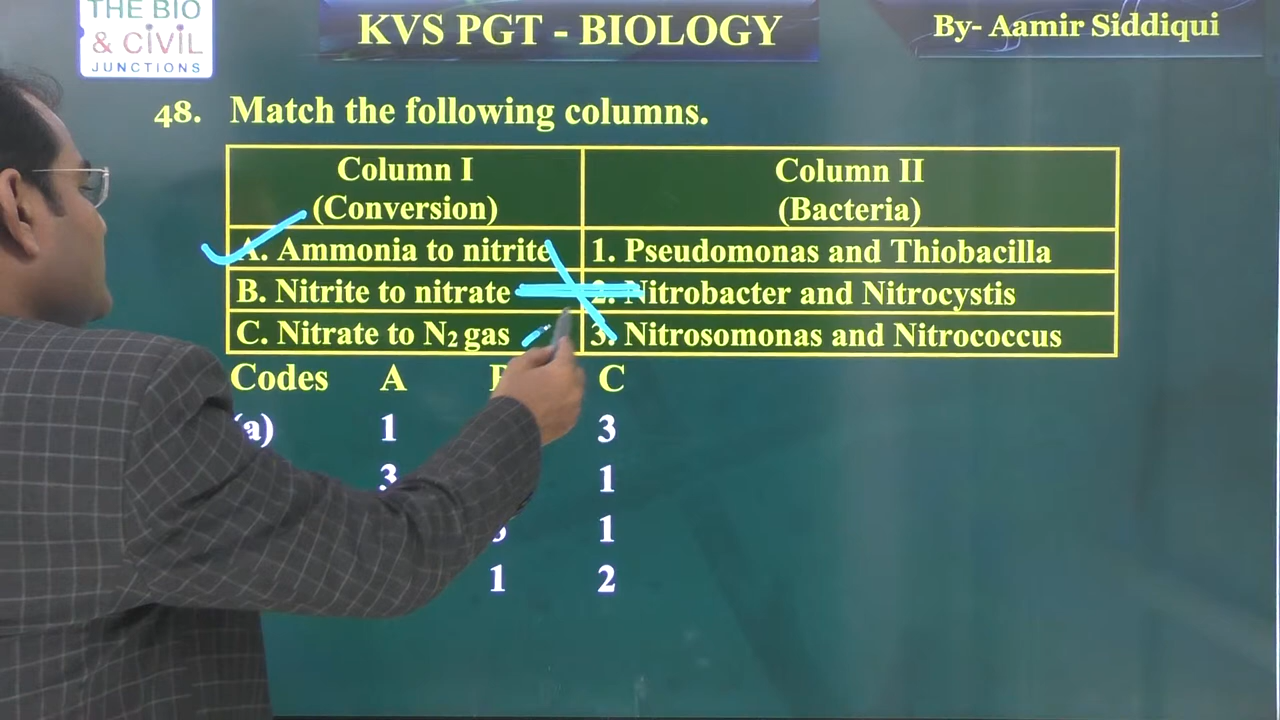 THE BIO
& CIVIL
JUNCTIONS
KVS PGT - BIOLOGY
By- Aamir Siddiqui
48. Match the following columns.
Column I
(Conversion)
Column II
(Bacteria)
A. Ammonia to nitrite
1. Pseudomonas and Thiobacilla
B. Nitrite to nitrate
2. Nitrobacter and Nitrocystis
C. Nitrate to N₂ gas
3. Nitrosomonas and Nitrococcus
Codes A C
(a) 1 3
3 1
1
1 2